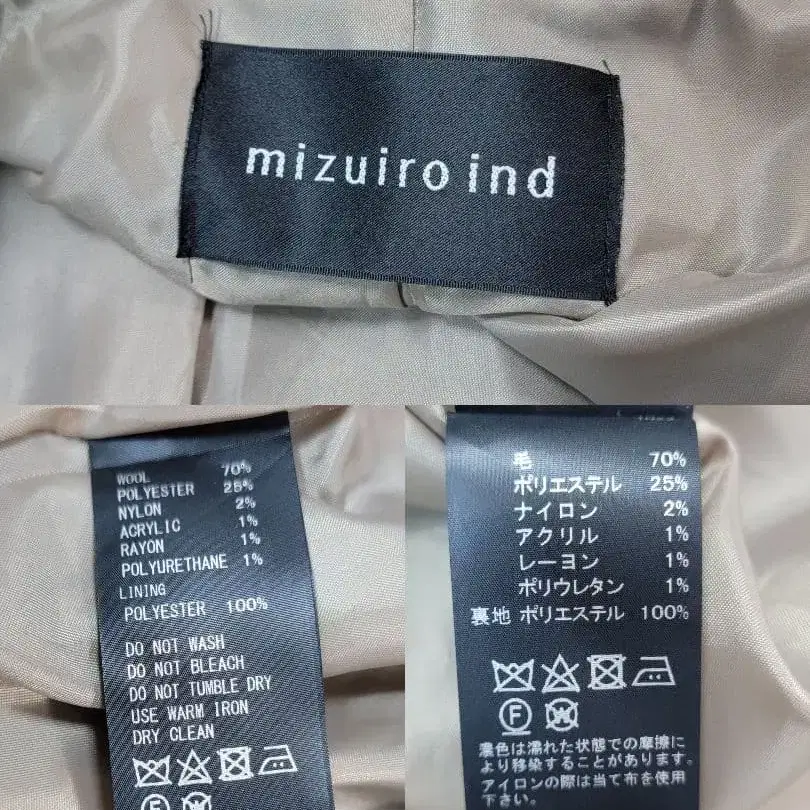 mizuiro ind
WOOL 70%
POLYESTER 25%
NYLON 2%
ACRYLIC 1%
RAYON 1%
POLYURETHANE 1%
LINING
POLYESTER 100%
DO NOT WASH
DO NOT BLEACH
DO NOT TUMBLE DRY
USE WARM IRON
DRY CLEAN
毛 70%
ポリエステル 25%
ナイロン 2%
アクリル 1%
レーヨン 1%
ポリウレタン 1%
裏地 ポリエステル 100%
F W
濃色は濡れた状態での摩擦に
より移染することがあります。
アイロンの際は当て布を使用
下さい。